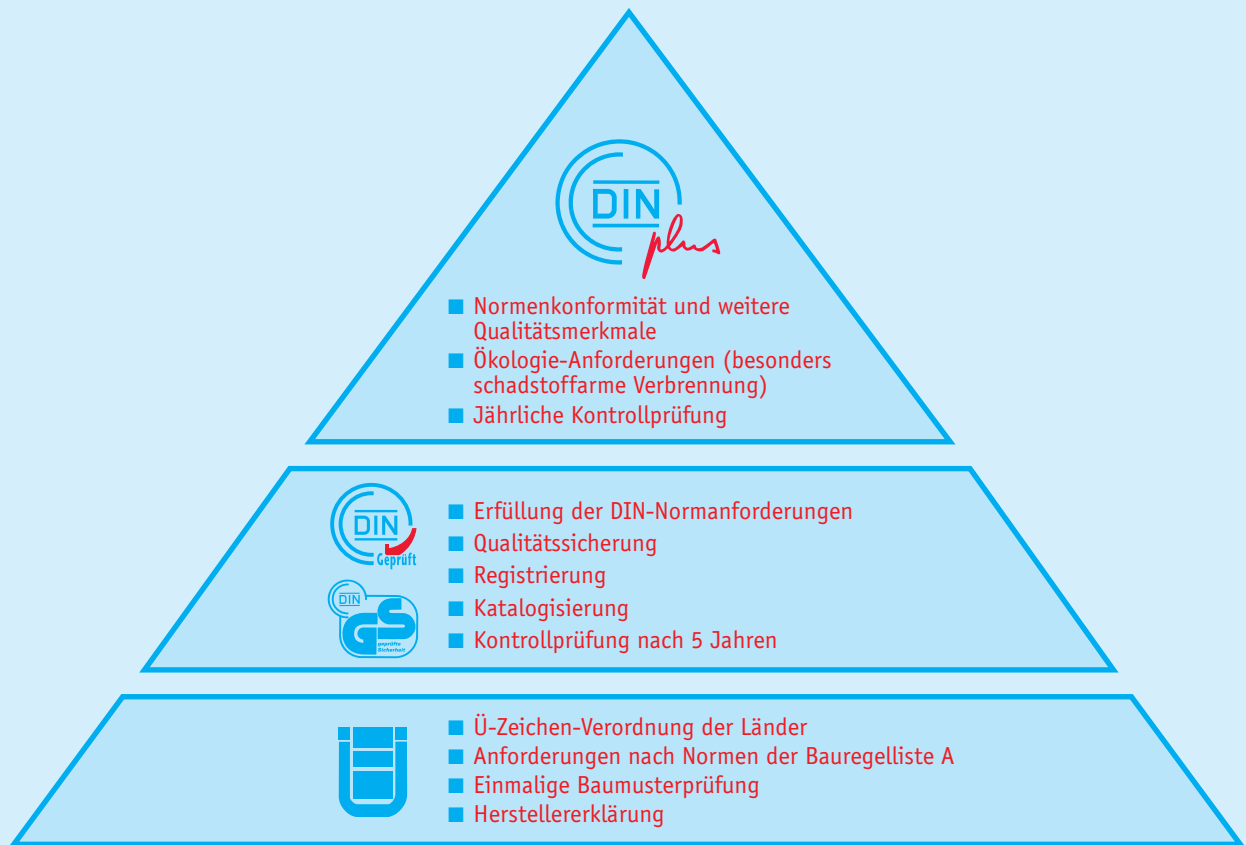 DIN
plus
■ Normenkonformität und weitere
Qualitätsmerkmale
■ Ökologie-Anforderungen (besonders
schadstoffarme Verbrennung)
■ Jährliche Kontrollprüfung
DIN
Geprüft
■ Erfüllung der DIN-Normanforderungen
■ Qualitätssicherung
■ Registrierung
■ Katalogisierung
■ Kontrollprüfung nach 5 Jahren
DIN
GS
geprüfte
Sicherheit
■ Ü-Zeichen-Verordnung der Länder
■ Anforderungen nach Normen der Bauregelliste A
■ Einmalige Baumusterprüfung
■ Herstellererklärung